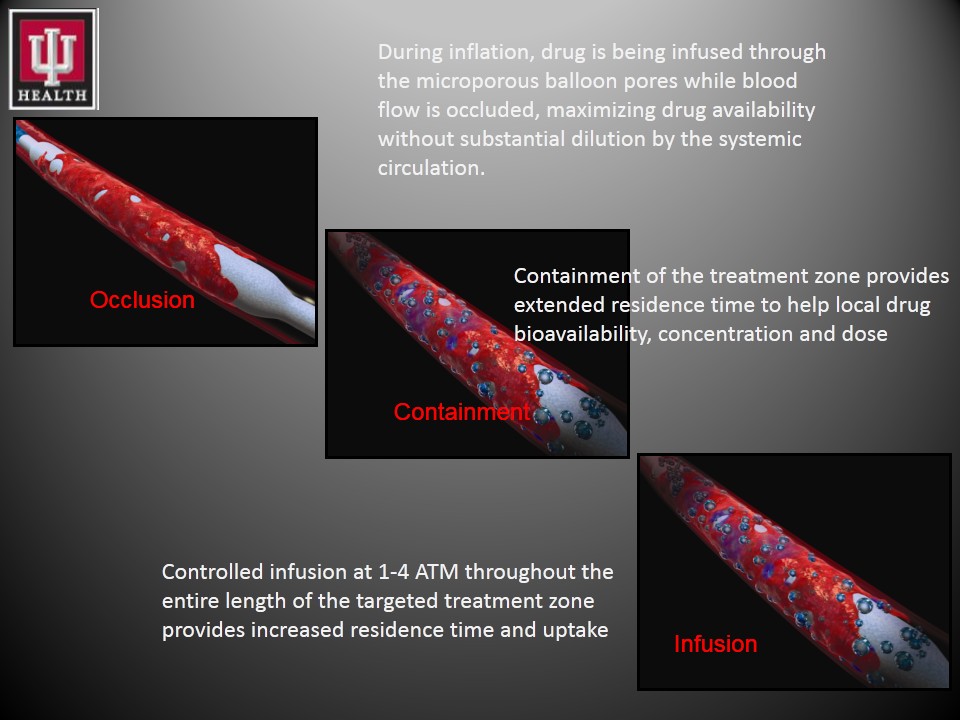 HEALTH
During inflation, drug is being infused through
the microporous balloon pores while blood
flow is occluded, maximizing drug availability
without substantial dilution by the systemic
circulation.
Occlusion
Containment of the treatment zone provides
extended residence time to help local drug
bioavailability, concentration and dose
Containment
Controlled infusion at 1-4 ATM throughout the
entire length of the targeted treatment zone
provides increased residence time and uptake
Infusion